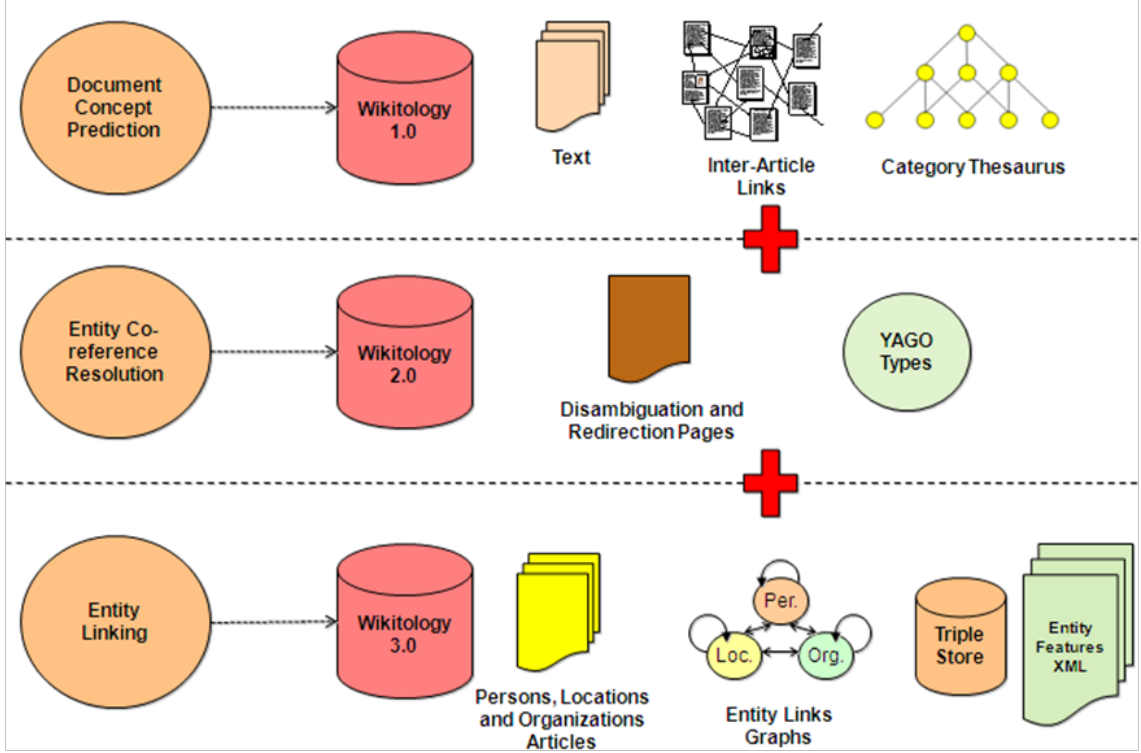 Document
Concept
Prediction
Wikitology
1.0
Text
Inter-Article
Links
Category Thesaurus
Entity Co-
reference
Resolution
Wikitology
2.0
Disambiguation and
Redirection Pages
YAGO
Types
Entity
Linking
Wikitology
3.0
Persons, Locations
and Organizations
Articles
Per.
Loc.
Org.
Entity Links
Graphs
Triple
Store
Entity
Features
XML